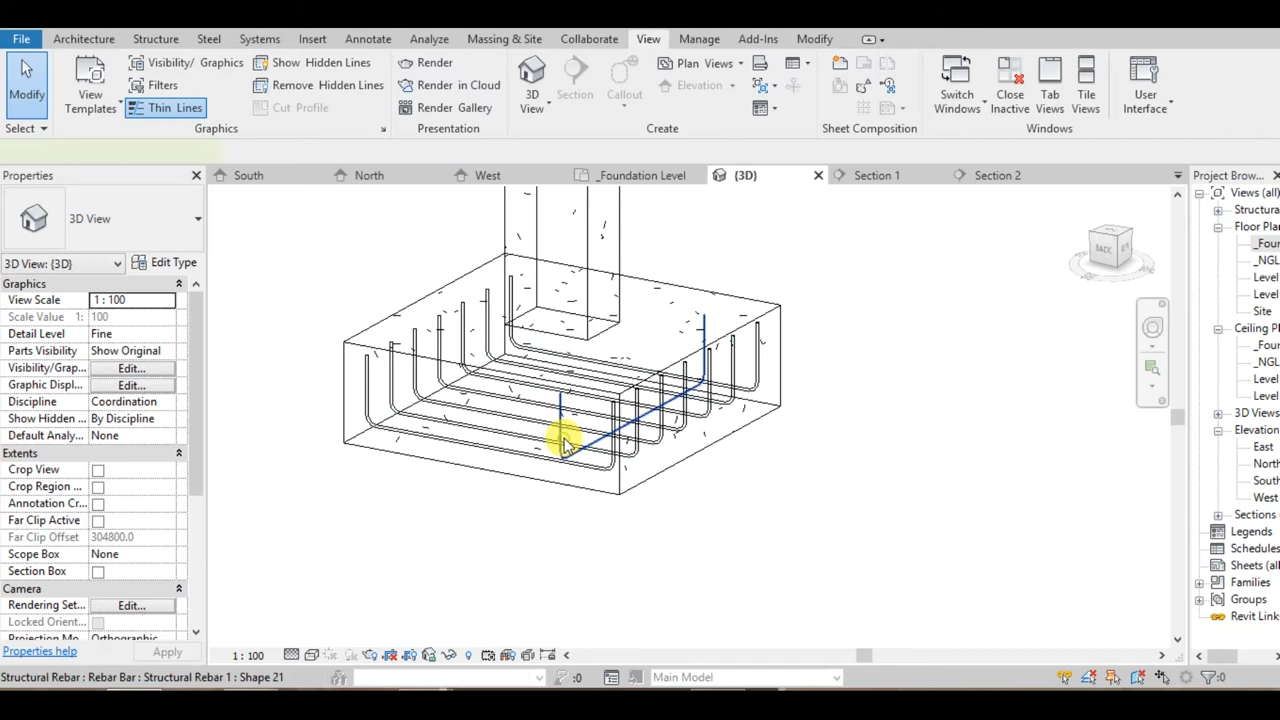 File Architecture Structure Steel Systems Insert Annotate Analyze Massing & Site Collaborate View Manage Add-Ins Modify
Modify
Select
View Templates
Visibility/ Graphics
Filters
Thin Lines
Show Hidden Lines
Remove Hidden Lines
Cut Profile
Graphics
Render
Render in Cloud
Render Gallery
Presentation
3D View
Section
Callout
Plan Views
Elevation
Create
Sheet Composition
Switch Windows
Close Inactive
Tab Views
Tile Views
Windows
User Interface
Properties
South North West _Foundation Level {3D} Section 1 Section 2
3D View
3D View: {3D} Edit Type
Graphics
View Scale 1 : 100
Scale Value 1: 100
Detail Level Fine
Parts Visibility Show Original
Visibility/Grap... Edit...
Graphic Displ... Edit...
Discipline Coordination
Show Hidden ... By Discipline
Default Analy... None
Extents
Crop View
Crop Region ...
Annotation Cr...
Far Clip Active
Far Clip Offset 304800.0
Scope Box None
Section Box
Camera
Rendering Set... Edit...
Locked Orient...
Projection Mo... Orthographic
Properties help Apply
BACK
Project Brow...
Views (all)
Structura
Floor Pla
_Fou
_NGL
Level
Level
Site
Ceiling Pl
_Fou
_NGL
Level
Level
3D Views
Elevation
East
North
South
West
Sections
Legends
Schedules
Sheets (all
Families
Groups
Revit Links
1 : 100
Structural Rebar : Rebar Bar : Structural Rebar 1 : Shape 21
:0
Main Model
:0